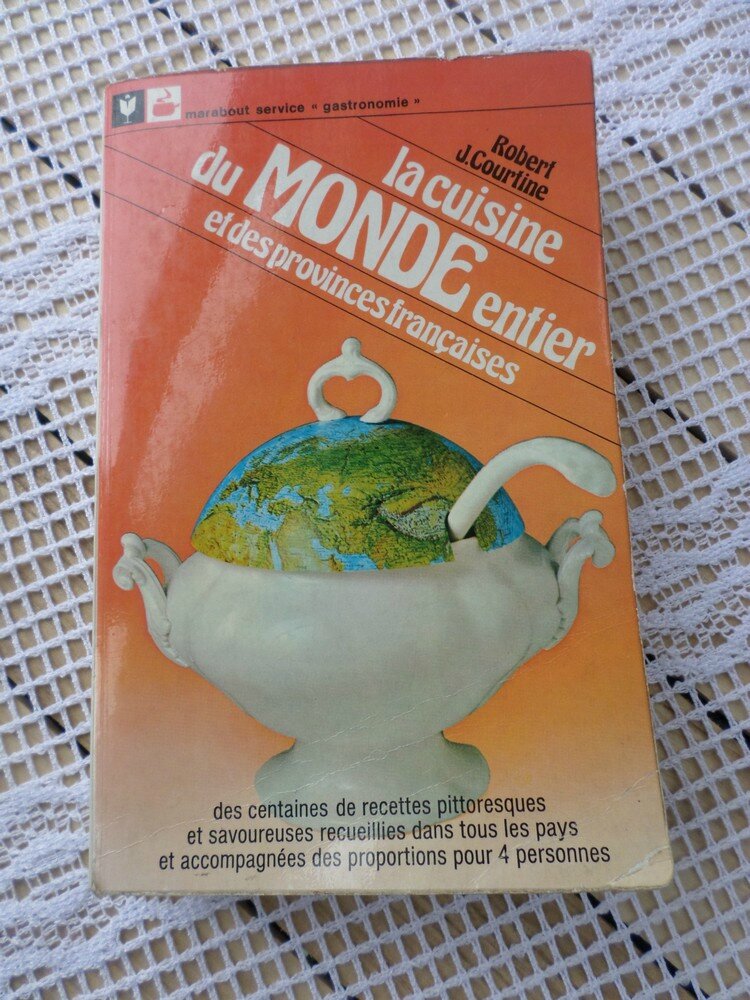 marabout service « gastronomie »
Robert
J.Courtine
la cuisine
du MONDE entier
et des provinces françaises
des centaines de recettes pittoresques
et savoureuses recueillies dans tous les pays
et accompagnées des proportions pour 4 personnes